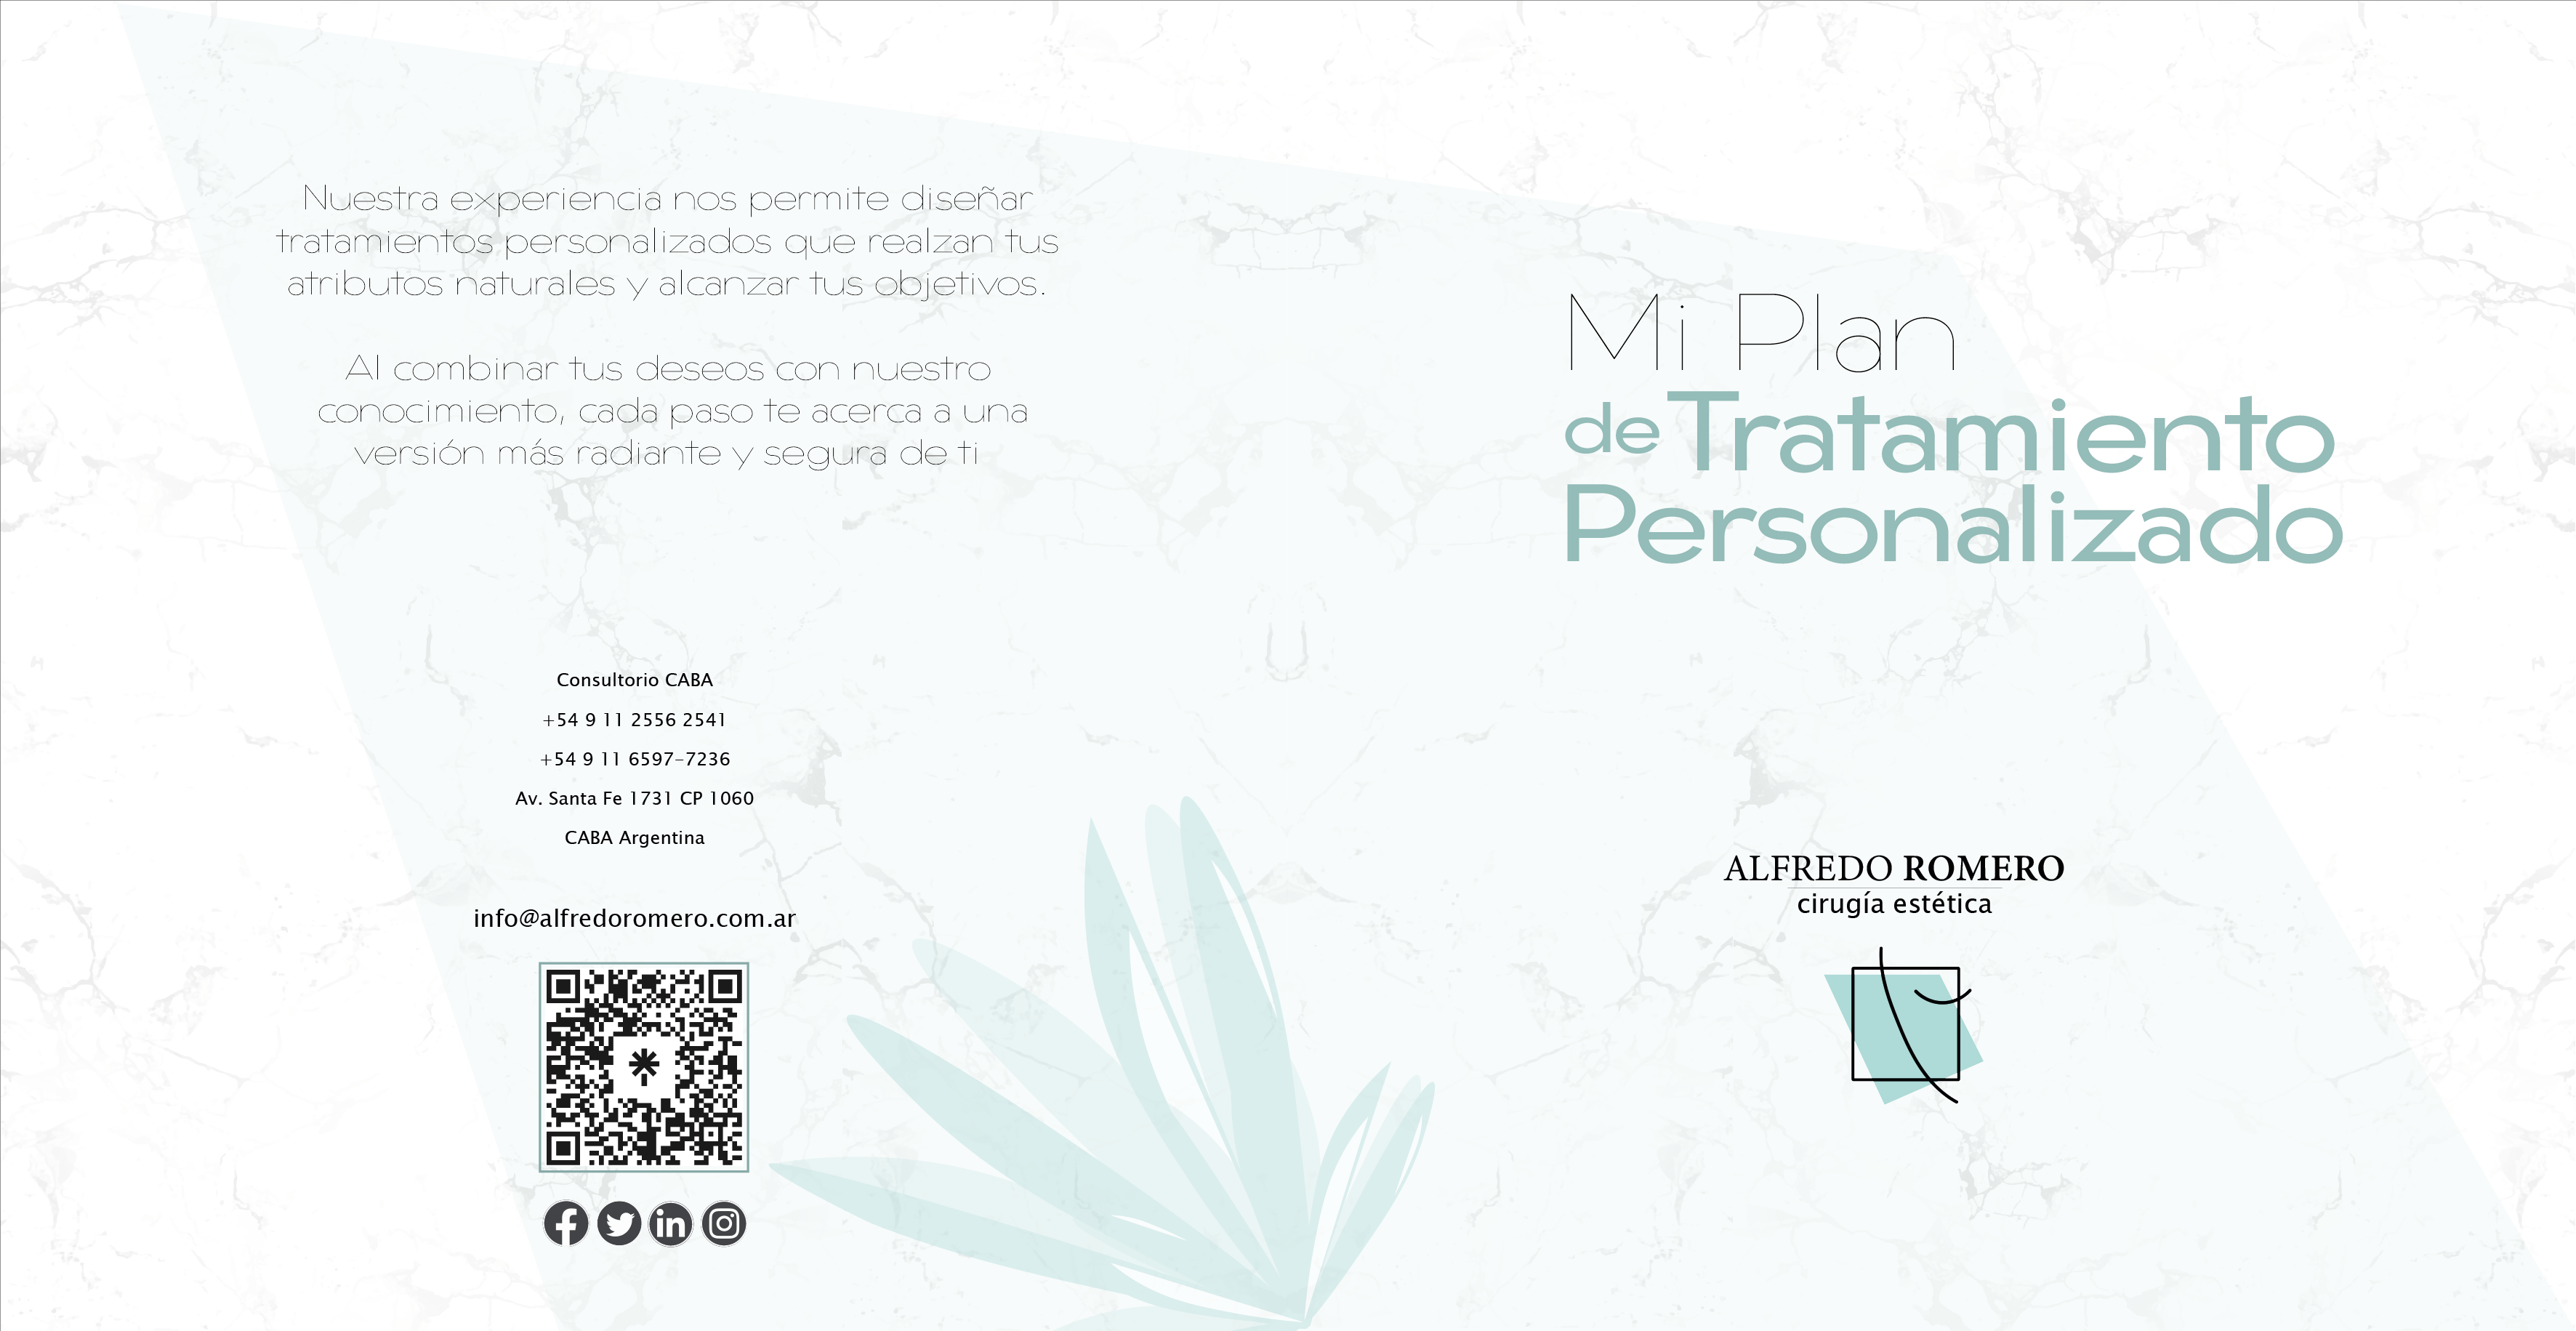 Nuestra experiencia nos permite diseñar
tratamientos personalizados que realzan tus
atributos naturales y alcanzar tus objetivos.
Al combinar tus deseos con nuestro
conocimiento, cada paso te acerca a una
versión más radiante y segura de ti
Consultorio CABA
+54 9 11 2556 2541
+54 9 11 6597-7236
Av. Santa Fe 1731 CP 1060
CABA Argentina
info@alfredoromero.com.ar
Mi Plan
de Tratamiento
Personalizado
ALFREDO ROMERO
cirugía estética